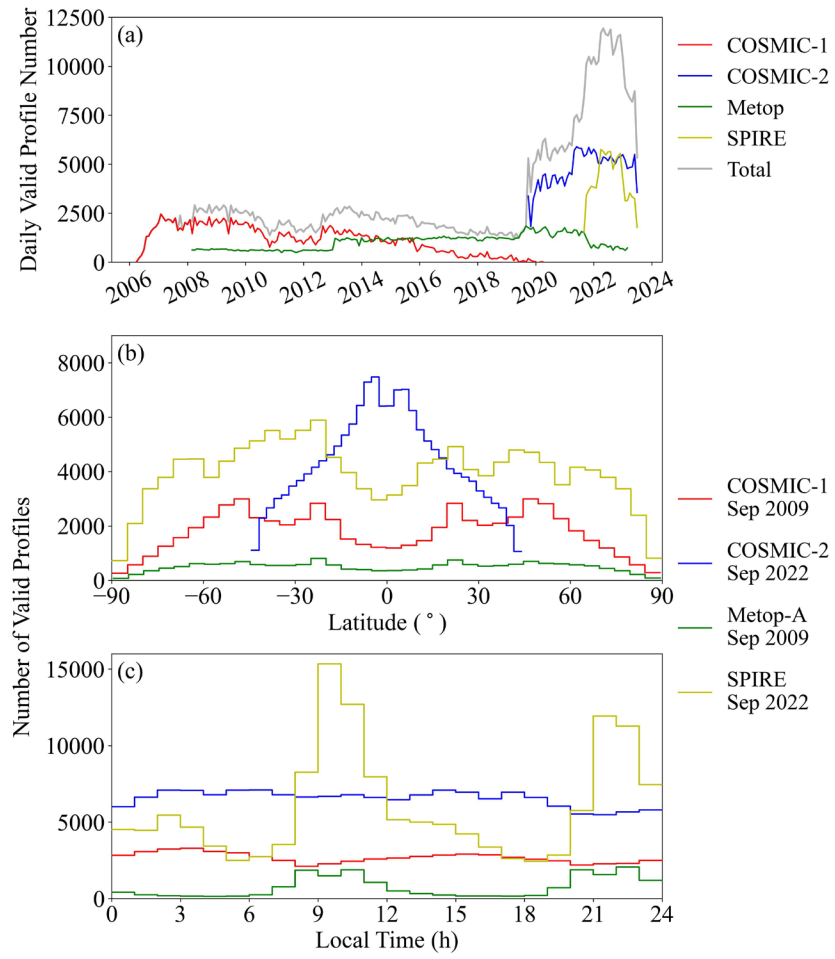 (a)
Daily Valid Profile Number
12500
10000
7500
5000
2500
0
2006 2008 2010 2012 2014 2016 2018 2020 2022 2024
COSMIC-1
COSMIC-2
Metop
SPIRE
Total
(b)
Number of Valid Profiles
8000
6000
4000
2000
0
−90 −60 −30 0 30 60 90
Latitude (°)
COSMIC-1
Sep 2009
COSMIC-2
Sep 2022
Metop-A
Sep 2009
SPIRE
Sep 2022
(c)
15000
10000
5000
0
0 3 6 9 12 15 18 21 24
Local Time (h)